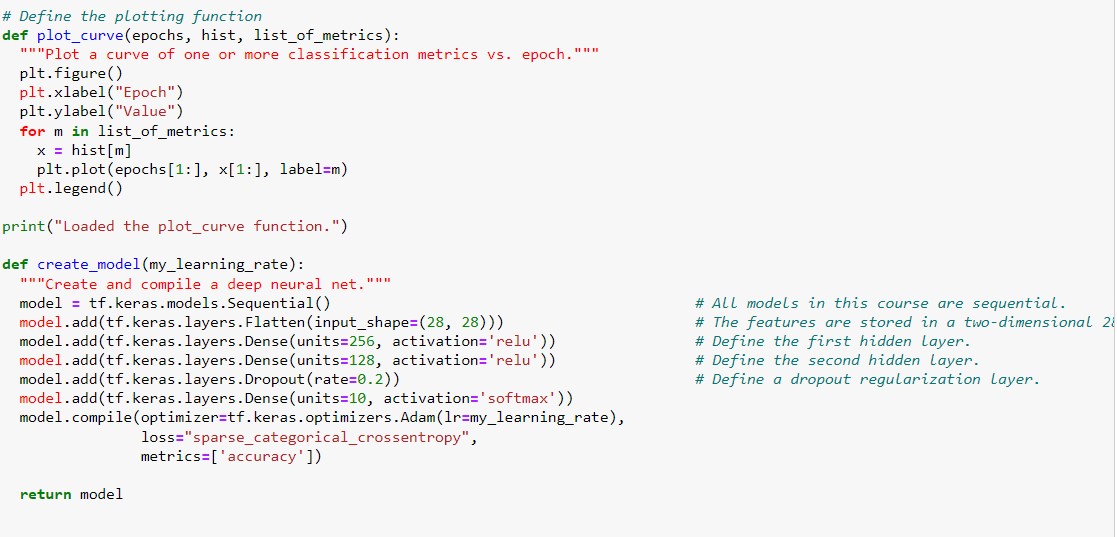 # Define the plotting function
def plot_curve(epochs, hist, list_of_metrics):
  """Plot a curve of one or more classification metrics vs. epoch."""
  plt.figure()
  plt.xlabel("Epoch")
  plt.ylabel("Value")
  for m in list_of_metrics:
    x = hist[m]
    plt.plot(epochs[1:], x[1:], label=m)
  plt.legend()
print("Loaded the plot_curve function.")
def create_model(my_learning_rate):
  """Create and compile a deep neural net."""
  model = tf.keras.models.Sequential() # All models in this course are sequential.
  model.add(tf.keras.layers.Flatten(input_shape=(28, 28))) # The features are stored in a two-dimensional 28
  model.add(tf.keras.layers.Dense(units=256, activation='relu')) # Define the first hidden layer.
  model.add(tf.keras.layers.Dense(units=128, activation='relu')) # Define the second hidden layer.
  model.add(tf.keras.layers.Dropout(rate=0.2)) # Define a dropout regularization layer.
  model.add(tf.keras.layers.Dense(units=10, activation='softmax'))
  model.compile(optimizer=tf.keras.optimizers.Adam(lr=my_learning_rate),
                loss="sparse_categorical_crossentropy",
                metrics=['accuracy'])
  return model